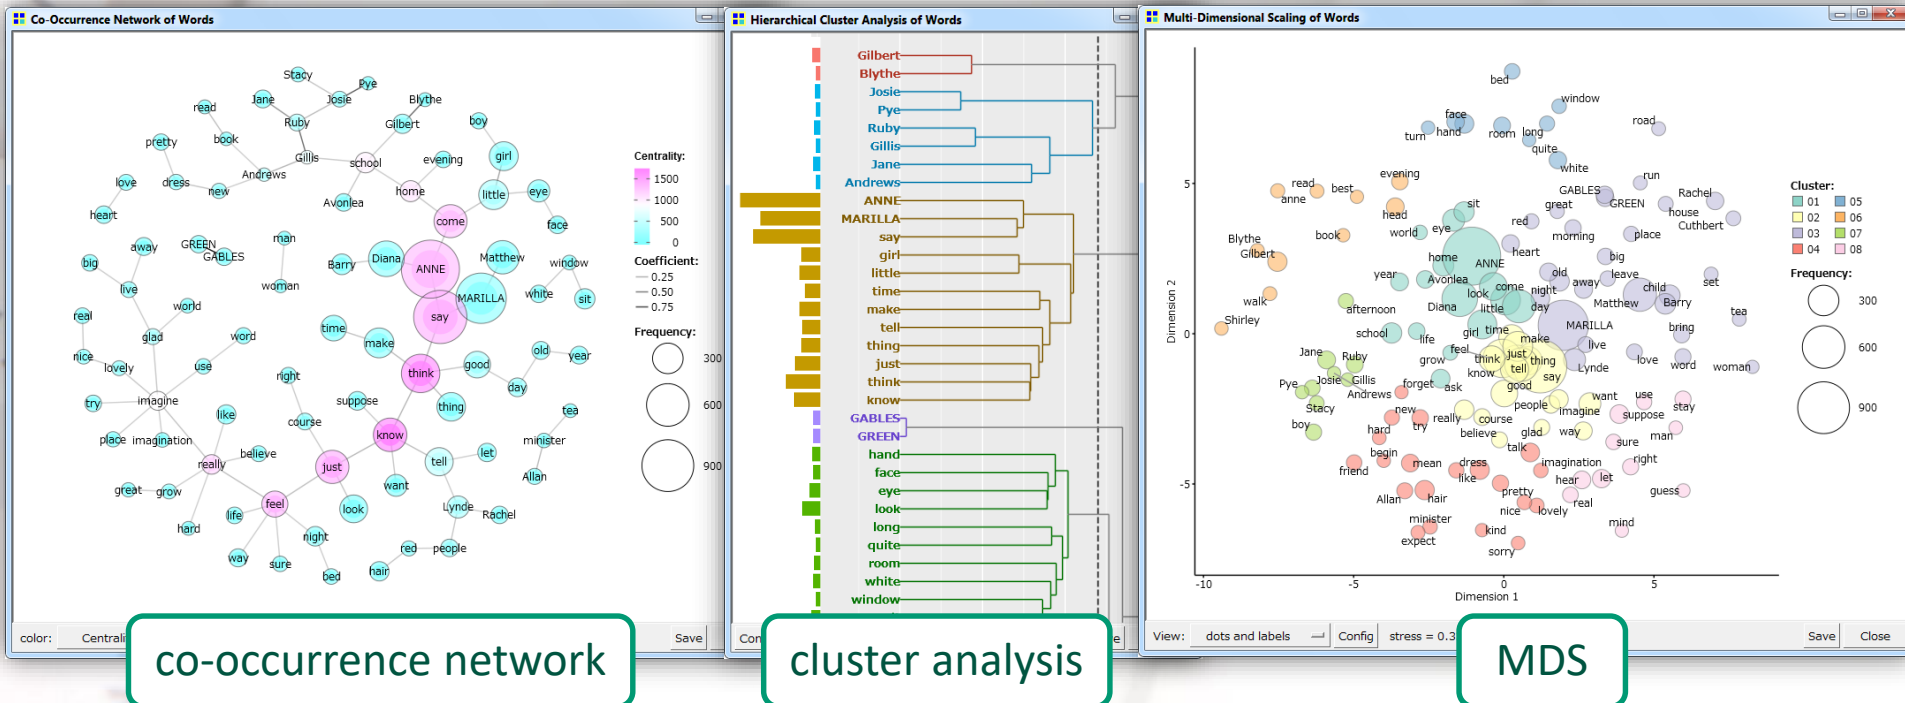 Co-Occurrence Network of Words
Stacy
Pye
Jane
Josie
read
Blythe
Ruby
Gilbert
boy
pretty
book
Gillis
school
evening
girl
love
dress
new
Andrews
home
little
eye
Avonlea
heart
come
face
away
GREEN
GABLES
man
Barry
Diana
ANNE
Matthew
window
big
live
woman
MARILLA
white
sit
world
say
real
time
make
glad
word
old
year
nice
lovely
use
right
think
good
day
try
imagine
suppose
thing
tea
like
course
place
imagination
know
minister
believe
really
just
tell
let
Allan
great
grow
want
feel
look
Lynde
Rachel
life
hard
night
way
sure
red
people
bed
hair
Centrality:
1500
1000
500
0
Coefficient:
0.25
0.50
0.75
Frequency:
300
600
900
color:
Centrali
Save
co-occurrence network
Hierarchical Cluster Analysis of Words
Gilbert
Blythe
Josie
Pye
Ruby
Gillis
Jane
Andrews
ANNE
MARILLA
say
girl
little
time
make
tell
thing
just
think
know
GABLES
GREEN
hand
face
eye
look
long
quite
room
white
window
Con
e
cluster analysis
Multi-Dimensional Scaling of Words
bed
window
face
turn
hand
room
long
road
quite
white
evening
read
best
anne
run
GABLES
Rachel
GREEN
house
Cuthbert
sit
head
great
red
eye
world
book
morning
place
Blythe
Gilbert
home
ANNE
heart
big
year
Avonlea
old
leave
set
look
come
night
away
child
walk
Diana
little
day
Matthew
Barry
afternoon
Shirley
tea
school
life
girl
time
MARILLA
bring
make
live
Jane
Ruby
grow
feel
think
just
thing
love
word
woman
tell
know
say
Lynde
Pye
Josie
Gillis
Andrews
forget
ask
good
Stacy
new
really
people
want
use
stay
boy
try
course
imagine
suppose
hard
believe
glad
way
man
begin
talk
sure
friend
mean
dress
imagination
right
like
hear
let
Allan
hair
pretty
real
guess
nice
lovely
minister
kind
mind
expect
sorry
5
0
-5
Dimension 2
-10
-5
0
5
Dimension 1
Cluster:
01
05
02
06
03
07
04
08
Frequency:
300
600
900
View:
dots and labels
Config
stress = 0.3
Save
Close
MDS